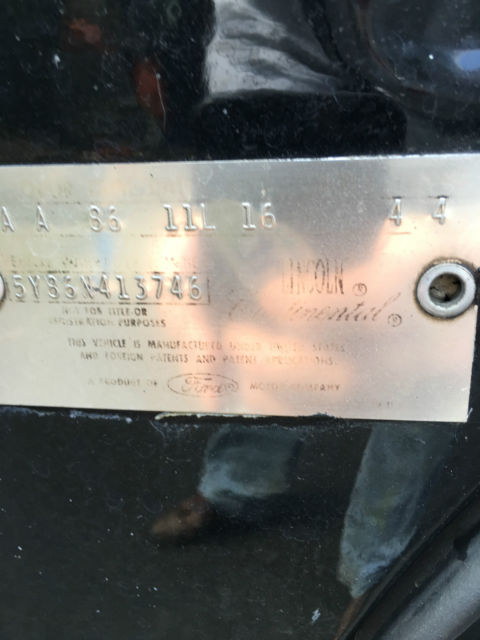 A A 86 11L 16 4 4
5Y86N413746
LINCOLN ®
Continental ®
NOT FOR TITLE OR
REGISTRATION PURPOSES
THIS VEHICLE IS MANUFACTURED UNDER UNITED STATES
AND FOREIGN PATENTS AND PATENT APPLICATIONS.
A PRODUCT OF Ford ® MOTOR COMPANY